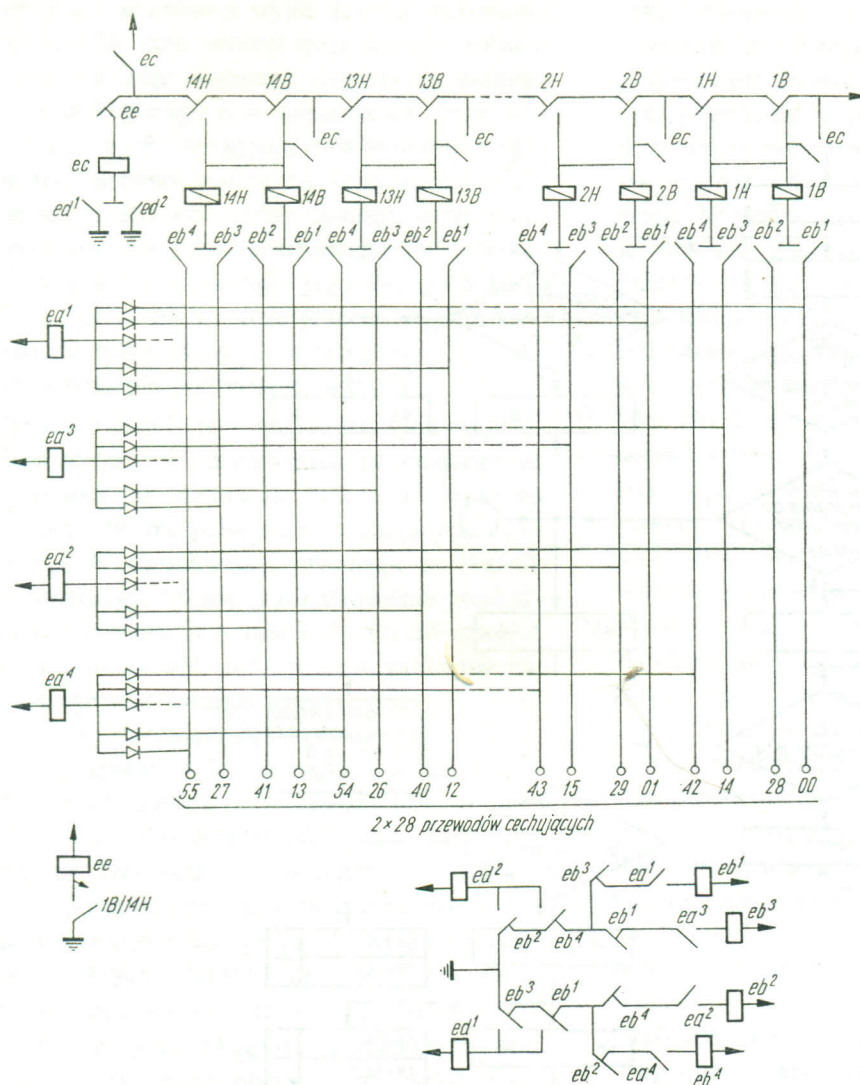 ec
14H 14B 13H 13B 2H 2B 1H 1B
ee
ec ec ec ec
ec
14H 14B 13H 13B 2H 2B 1H 1B
ed¹ ed²
eb⁴ eb³ eb² eb¹ eb⁴ eb³ eb² eb¹ eb⁴ eb³ eb² eb¹ eb⁴ eb³ eb² eb¹
ea¹
ea³
ea²
ea⁴
55 27 41 13 54 26 40 12 43 15 29 01 42 14 28 00
2×28 przewodów cechujących
ee
1B/14H
ed² eb³ ea¹ eb¹
eb² eb⁴ eb¹ ea³ eb³
eb³ eb¹ eb⁴ ea² eb²
ed¹ eb² ea⁴ eb⁴